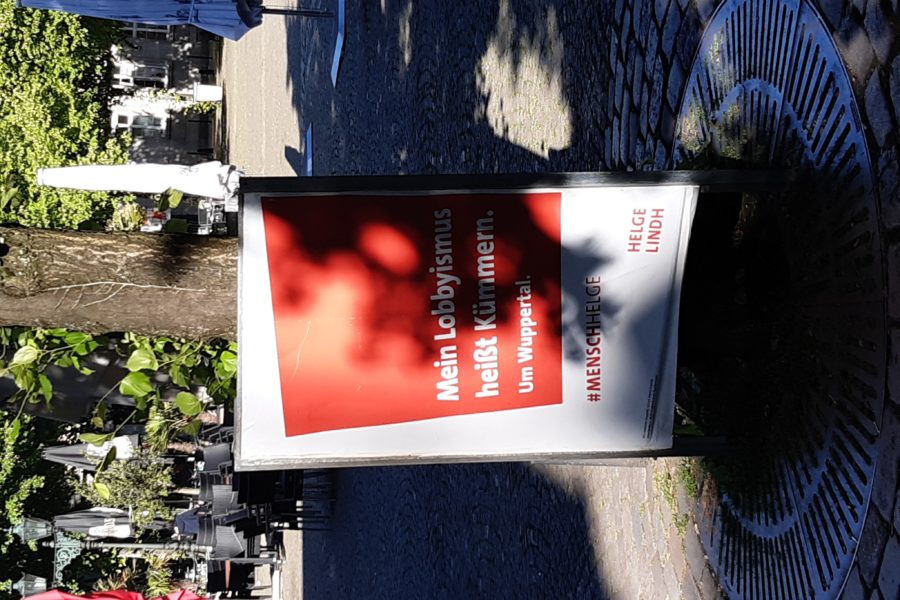 Mein Lobbyismus
heißt Kümmern.
Um Wuppertal.
#MENSCHHELGE
HELGE
LINDH